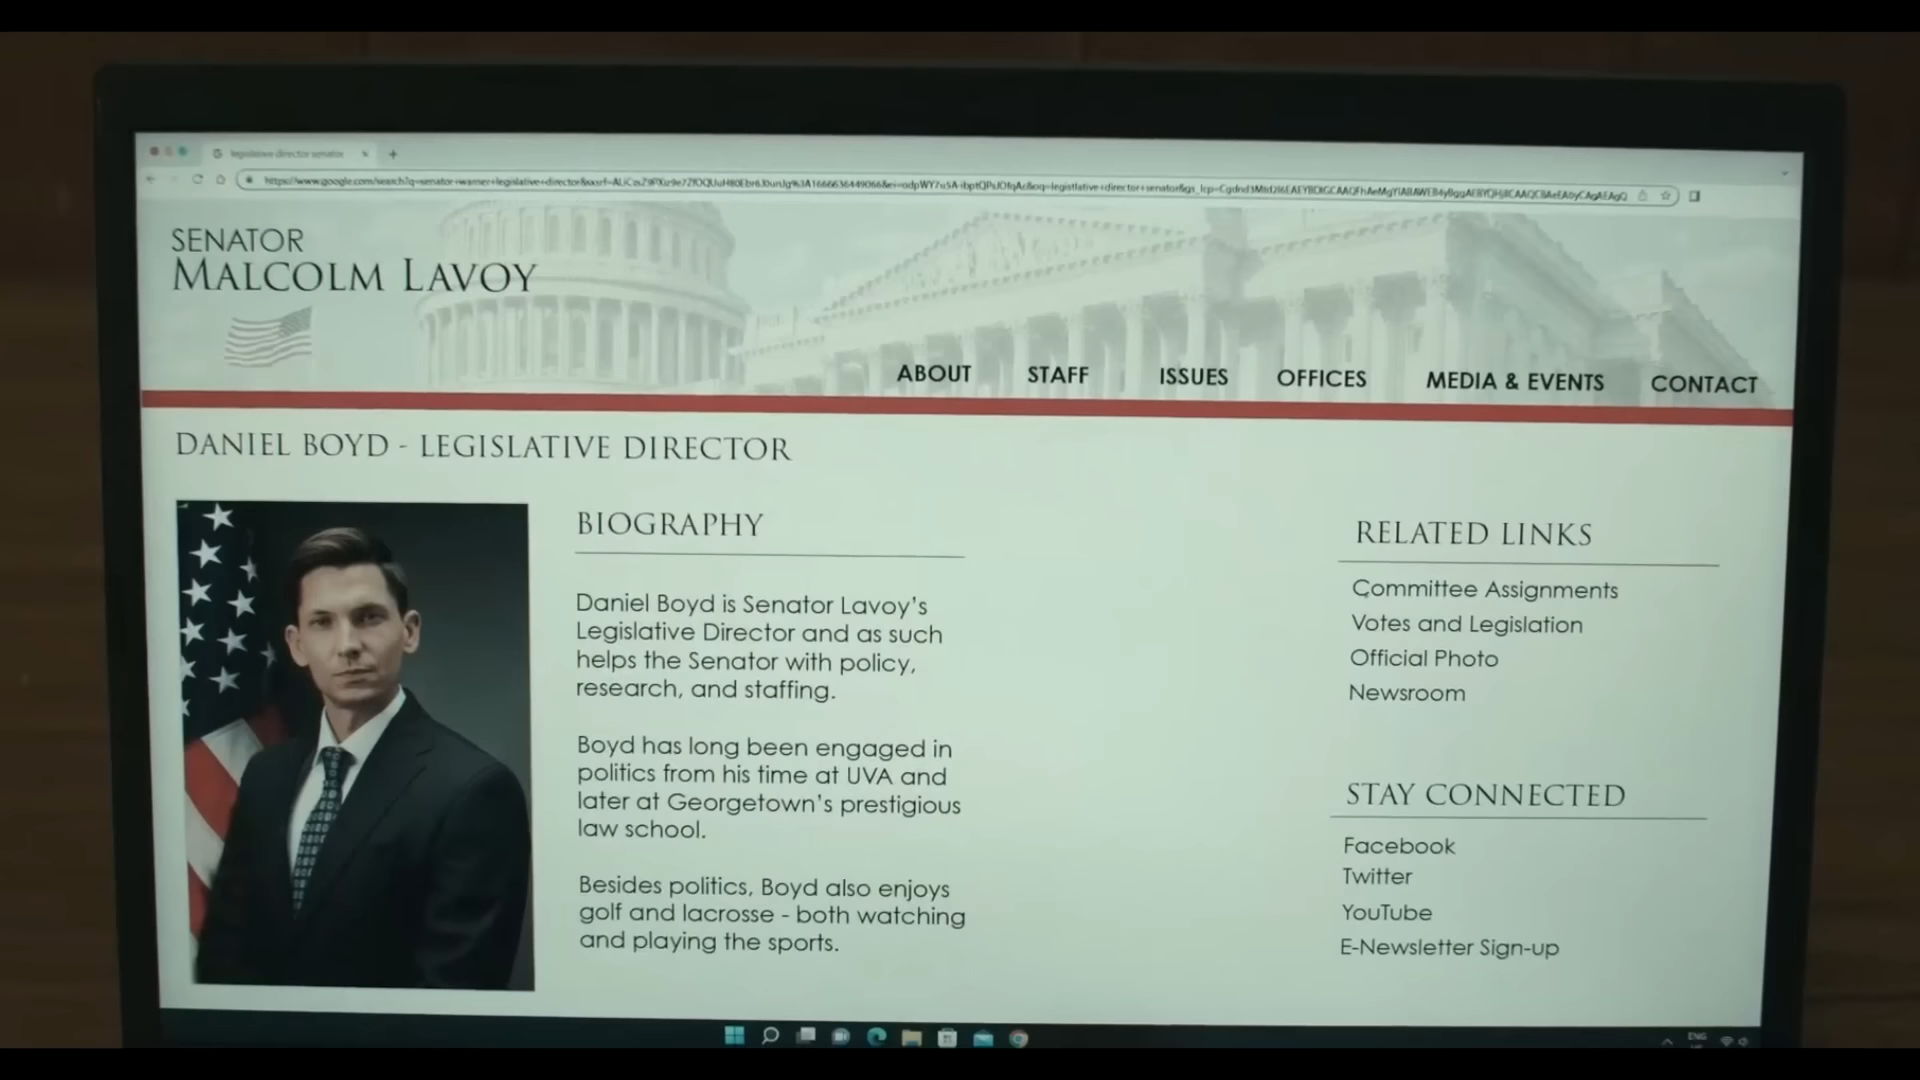 legislative director senator
SENATOR
MALCOLM LAVOY
ABOUT STAFF ISSUES OFFICES MEDIA & EVENTS CONTACT
DANIEL BOYD - LEGISLATIVE DIRECTOR
BIOGRAPHY
Daniel Boyd is Senator Lavoy's
Legislative Director and as such
helps the Senator with policy,
research, and staffing.
Boyd has long been engaged in
politics from his time at UVA and
later at Georgetown's prestigious
law school.
Besides politics, Boyd also enjoys
golf and lacrosse - both watching
and playing the sports.
RELATED LINKS
Committee Assignments
Votes and Legislation
Official Photo
Newsroom
STAY CONNECTED
Facebook
Twitter
YouTube
E-Newsletter Sign-up
ENG